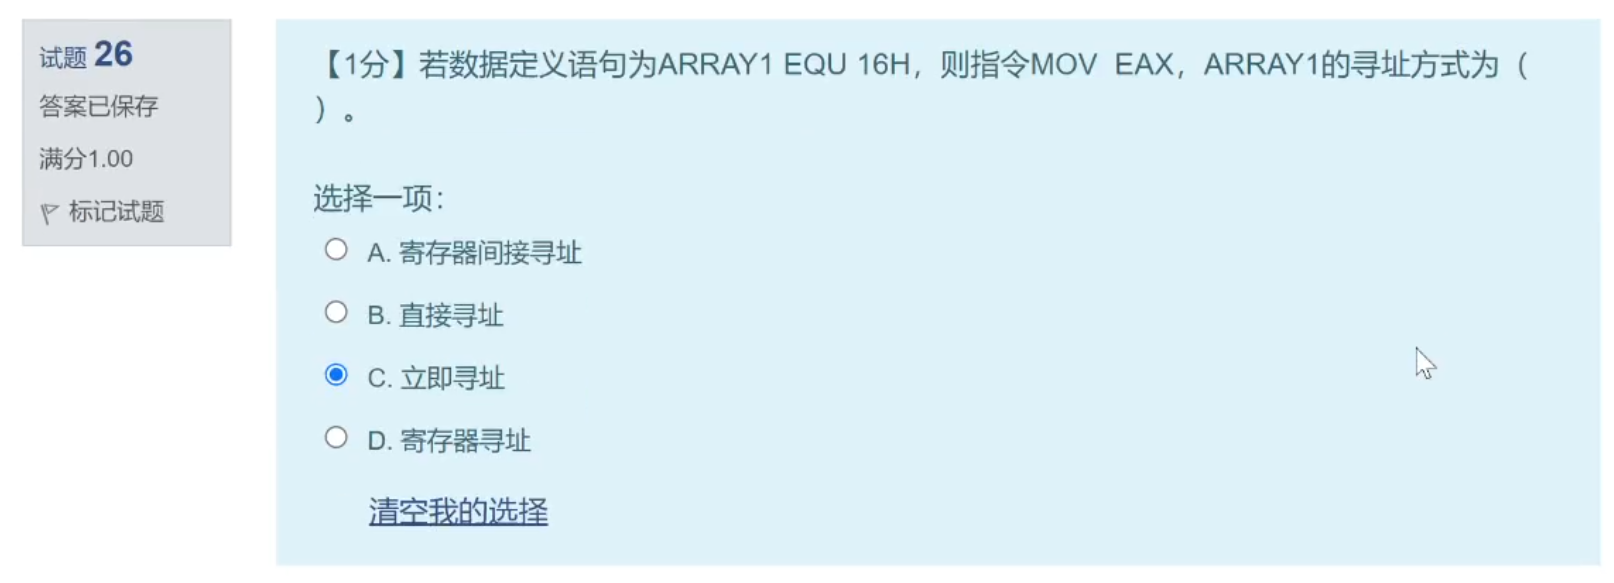 试题 26
答案已保存
满分1.00
标记试题
【1分】若数据定义语句为ARRAY1 EQU 16H，则指令MOV EAX，ARRAY1的寻址方式为（
）。
选择一项：
A. 寄存器间接寻址
B. 直接寻址
C. 立即寻址
D. 寄存器寻址
清空我的选择